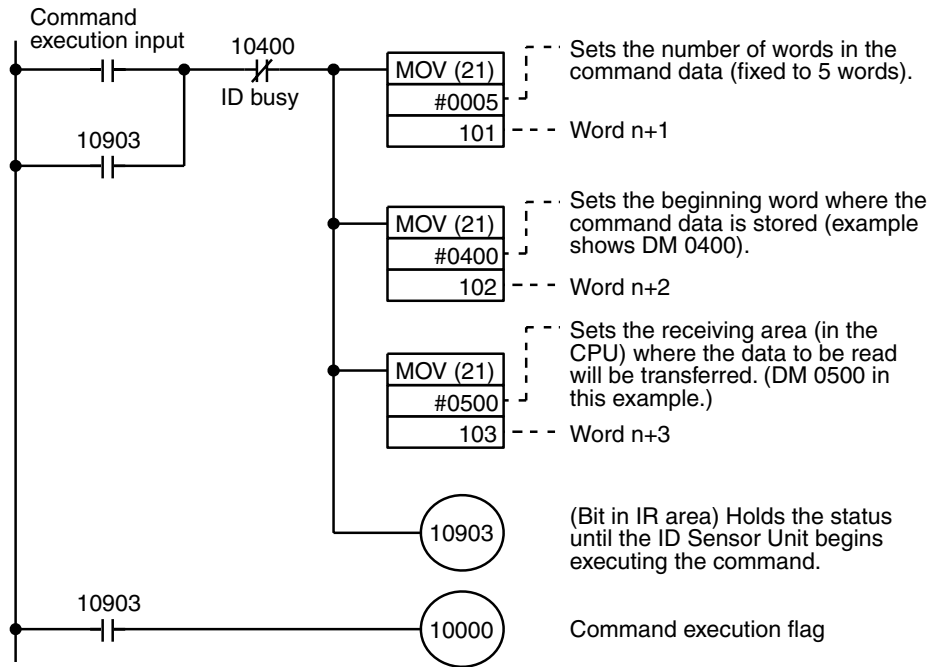 Command
execution input
10400
ID busy
MOV (21)
#0005
101
Sets the number of words in the
command data (fixed to 5 words).
Word n+1
10903
MOV (21)
#0400
102
Sets the beginning word where the
command data is stored (example
shows DM 0400).
Word n+2
MOV (21)
#0500
103
Sets the receiving area (in the
CPU) where the data to be read
will be transferred. (DM 0500 in
this example.)
Word n+3
10903
(Bit in IR area) Holds the status
until the ID Sensor Unit begins
executing the command.
10903
10000
Command execution flag